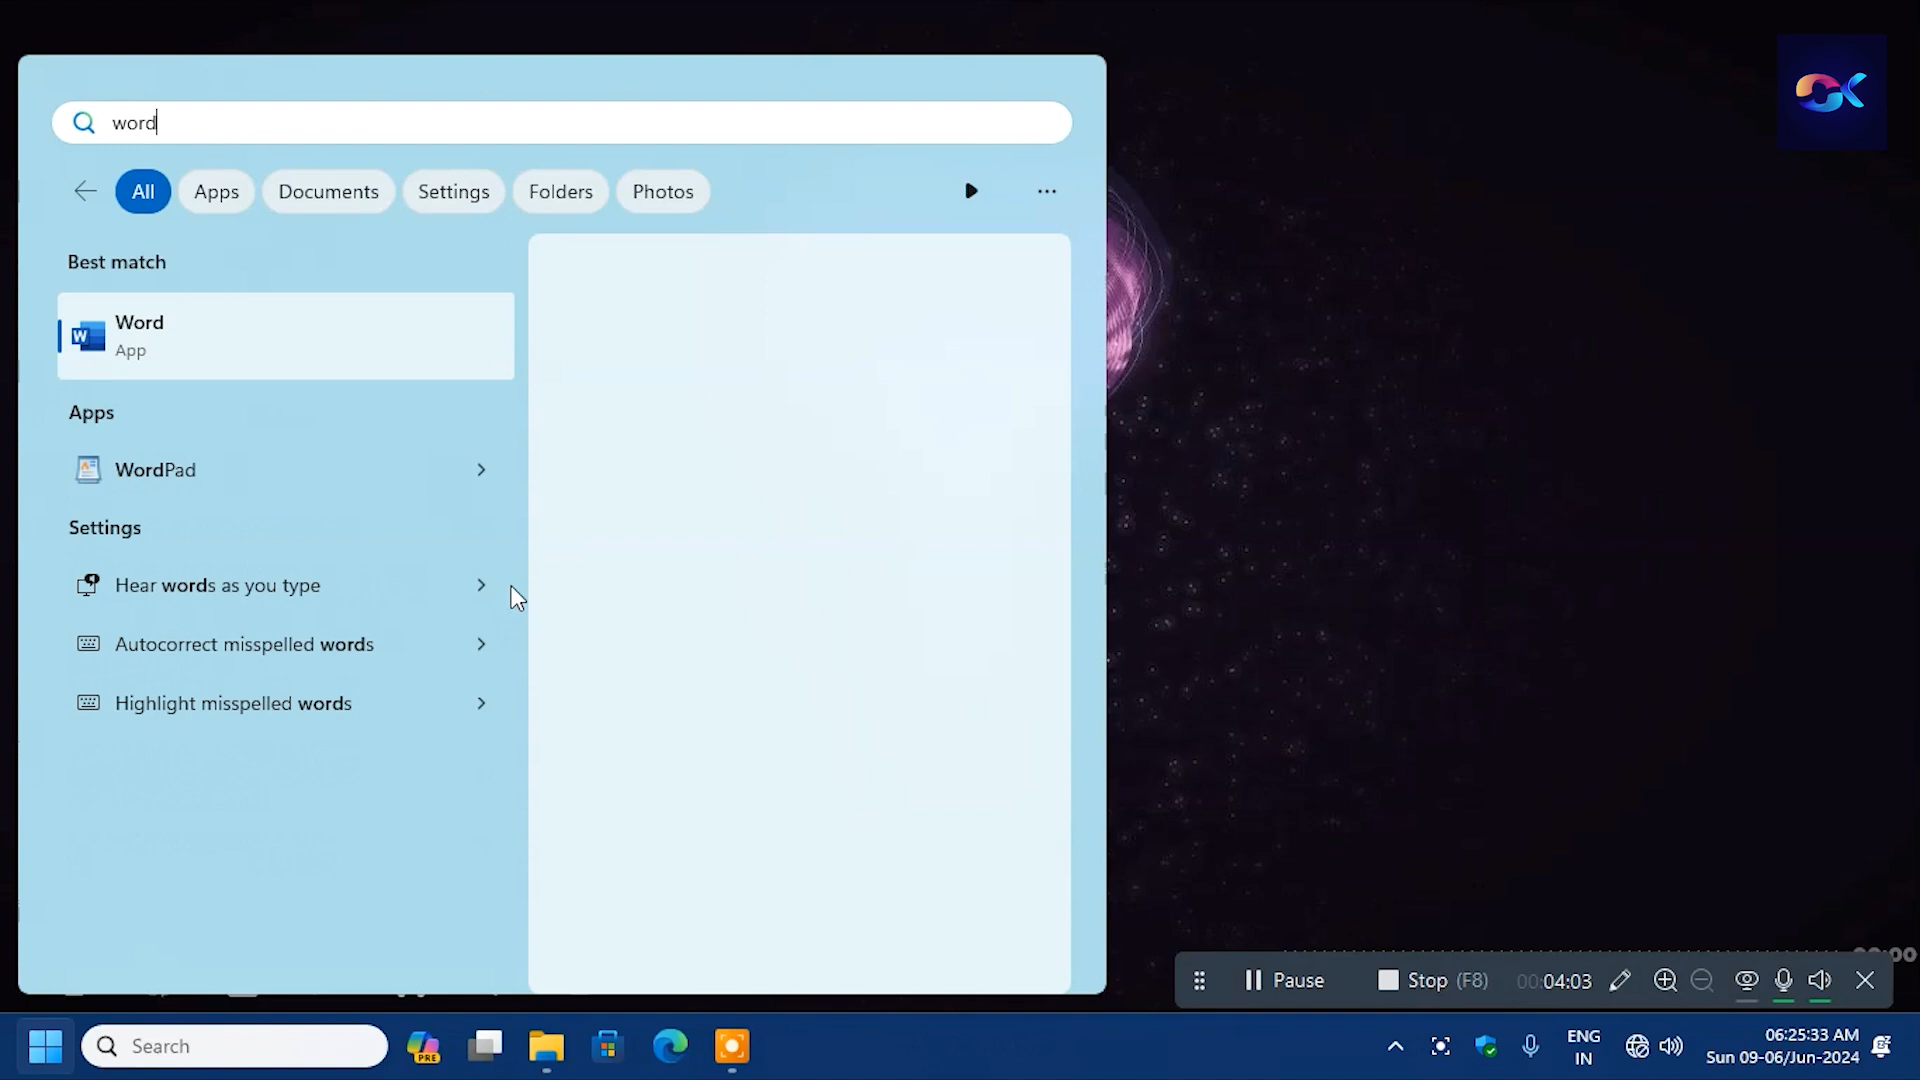 word
All
Apps
Documents
Settings
Folders
Photos
Best match
Word
App
Apps
WordPad
Settings
Hear words as you type
Autocorrect misspelled words
Highlight misspelled words
Pause
Stop (F8)
00:04:03
Search
PRE
ENG
IN
06:25:33 AM
Sun 09-06/Jun-2024